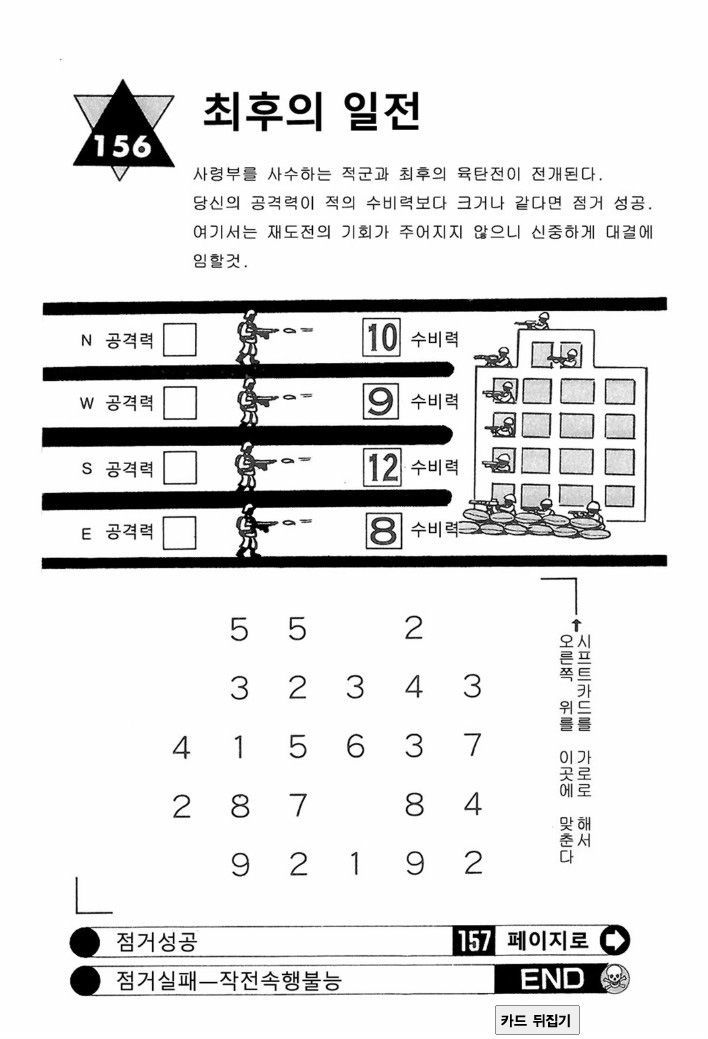 156
최후의 일전
사령부를 사수하는 적군과 최후의 육탄전이 전개된다.
당신의 공격력이 적의 수비력보다 크거나 같다면 점거 성공.
여기서는 재도전의 기회가 주어지지 않으니 신중하게 대결에
임할것.
N 공격력 10 수비력
W 공격력 9 수비력
S 공격력 12 수비력
E 공격력 8 수비력
5 5 2
3 2 3 4 3
4 1 5 6 3 7
2 8 7 8 4
9 2 1 9 2
시프트카드를 가로로 해서
오른쪽 위를 이곳에 맞춘다
점거성공 157 페이지로
점거실패—작전속행불능 END
카드 뒤집기